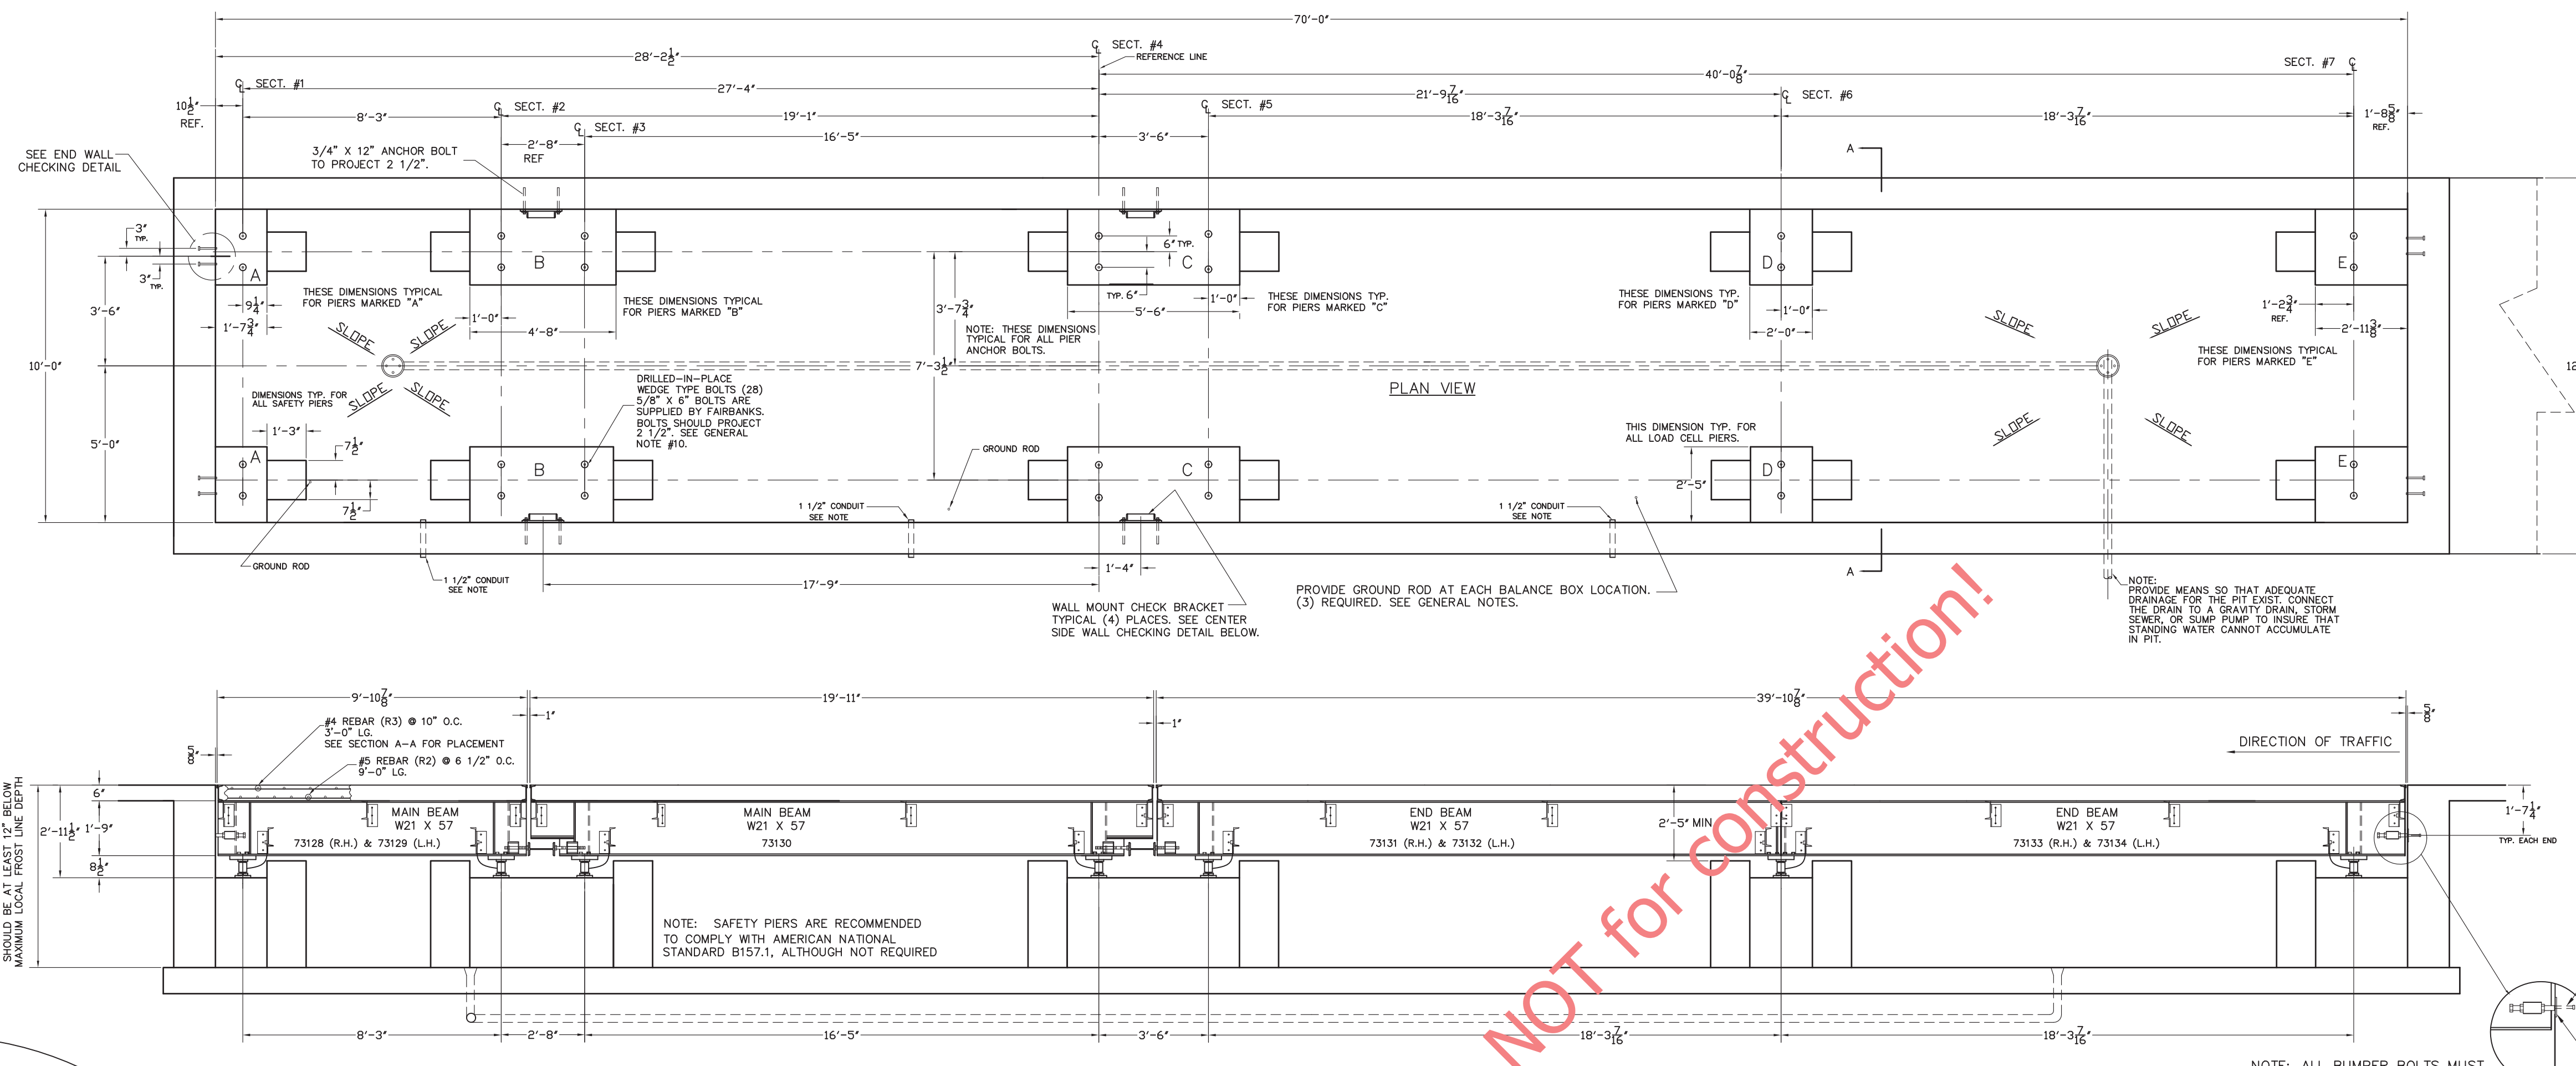 70'-0"
28'-2 1/2"
℄ SECT. #4
REFERENCE LINE
40'-0 7/8"
SECT. #7 ℄
℄ SECT. #1
27'-4"
21'-9 7/16"
℄ SECT. #6
10 1/2"
REF.
8'-3"
℄ SECT. #2
19'-1"
℄ SECT. #5
18'-3 7/16"
18'-3 7/16"
1'-8 5/8"
REF.
℄ SECT. #3
2'-8"
REF
16'-5"
3'-6"
SEE END WALL
CHECKING DETAIL
3/4" X 12" ANCHOR BOLT
TO PROJECT 2 1/2".
A
3"
TYP.
3"
TYP.
A
B
6" TYP.
C
D
E
THESE DIMENSIONS TYPICAL
FOR PIERS MARKED "A"
9 1/4"
1'-7 3/4"
THESE DIMENSIONS TYPICAL
FOR PIERS MARKED "B"
1'-0"
4'-8"
3'-7 3/4"
TYP. 6"
1'-0"
5'-6"
THESE DIMENSIONS TYP.
FOR PIERS MARKED "C"
THESE DIMENSIONS TYP.
FOR PIERS MARKED "D"
1'-0"
2'-0"
1'-2 3/4"
REF.
2'-11 3/8"
3'-6"
SLOPE
SLOPE
NOTE: THESE DIMENSIONS
TYPICAL FOR ALL PIER
ANCHOR BOLTS.
SLOPE
SLOPE
THESE DIMENSIONS TYPICAL
FOR PIERS MARKED "E"
10'-0"
7'-3 1/2"
PLAN VIEW
12
DIMENSIONS TYP. FOR
ALL SAFETY PIERS
SLOPE
SLOPE
DRILLED-IN-PLACE
WEDGE TYPE BOLTS (28)
5/8" X 6" BOLTS ARE
SUPPLIED BY FAIRBANKS.
BOLTS SHOULD PROJECT
2 1/2". SEE GENERAL
NOTE #10.
THIS DIMENSION TYP. FOR
ALL LOAD CELL PIERS.
SLOPE
SLOPE
5'-0"
1'-3"
7 1/2"
7 1/2"
A
B
GROUND ROD
C
D
2'-5"
E
1 1/2" CONDUIT
SEE NOTE
1 1/2" CONDUIT
SEE NOTE
GROUND ROD
1 1/2" CONDUIT
SEE NOTE
17'-9"
1'-4"
A
WALL MOUNT CHECK BRACKET
TYPICAL (4) PLACES. SEE CENTER
SIDE WALL CHECKING DETAIL BELOW.
PROVIDE GROUND ROD AT EACH BALANCE BOX LOCATION.
(3) REQUIRED. SEE GENERAL NOTES.
NOTE:
PROVIDE MEANS SO THAT ADEQUATE
DRAINAGE FOR THE PIT EXIST. CONNECT
THE DRAIN TO A GRAVITY DRAIN, STORM
SEWER, OR SUMP PUMP TO INSURE THAT
STANDING WATER CANNOT ACCUMULATE
IN PIT.
NOT for construction!
9'-10 7/8"
19'-11"
39'-10 7/8"
1"
1"
5/8"
#4 REBAR (R3) @ 10" O.C.
3'-0" LG.
SEE SECTION A-A FOR PLACEMENT
5/8"
#5 REBAR (R2) @ 6 1/2" O.C.
9'-0" LG.
DIRECTION OF TRAFFIC
SHOULD BE AT LEAST 12" BELOW
MAXIMUM LOCAL FROST LINE DEPTH
6"
2'-11 1/2"
1'-9"
8 1/2"
MAIN BEAM
W21 X 57
73128 (R.H.) & 73129 (L.H.)
MAIN BEAM
W21 X 57
73130
END BEAM
W21 X 57
73131 (R.H.) & 73132 (L.H.)
2'-5" MIN
END BEAM
W21 X 57
73133 (R.H.) & 73134 (L.H.)
1'-7 1/4"
TYP. EACH END
NOTE: SAFETY PIERS ARE RECOMMENDED
TO COMPLY WITH AMERICAN NATIONAL
STANDARD B157.1, ALTHOUGH NOT REQUIRED
8'-3"
2'-8"
16'-5"
3'-6"
18'-3 7/16"
18'-3 7/16"
NOTE: ALL BUMPER BOLTS MUST